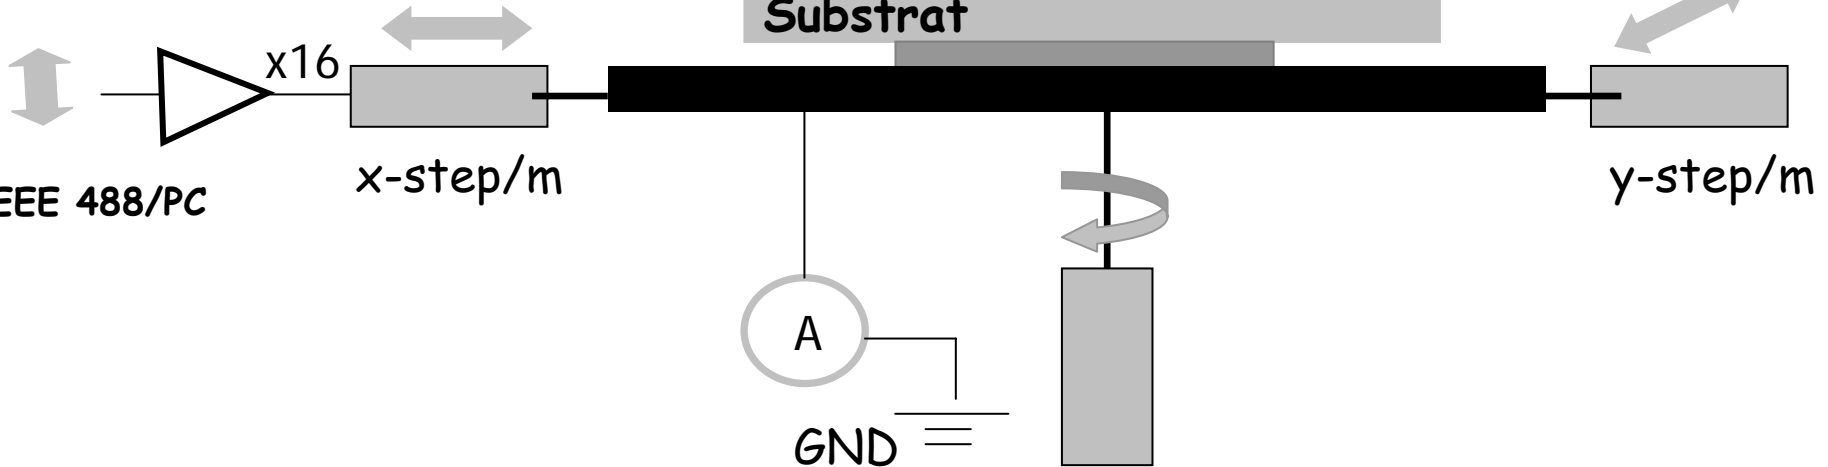 Substrat
x16
x-step/m
y-step/m
EEE 488/PC
A
GND